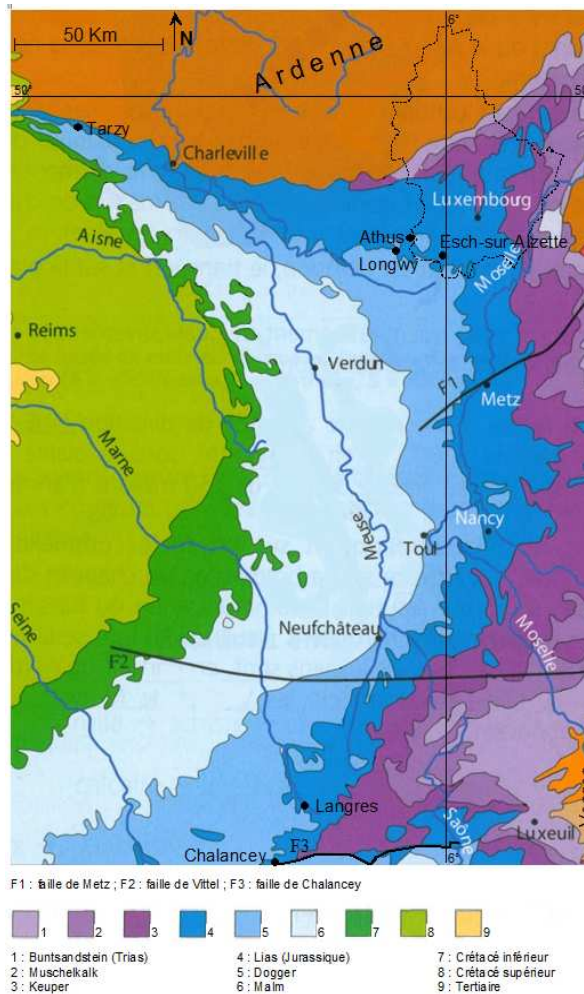 50 Km
N
6°
Ardenne
50°
50
Tarzy
Charleville
Luxembourg
Aisne
Athus
Esch-sur-Alzette
Longwy
Moselle
Reims
Verdun
F1
Metz
Marne
Meuse
Nancy
Toul
Seine
Neufchâteau
Moselle
F2
Langres
Saône
Luxeuil
Chalancey
F3
6°
F1 : faille de Metz ; F2 : faille de Vittel ; F3 : faille de Chalancey
1 2 3 4 5 6 7 8 9
1 : Buntsandstein (Trias)
2 : Muschelkalk
3 : Keuper
4 : Lias (Jurassique)
5 : Dogger
6 : Malm
7 : Crétacé inférieur
8 : Crétacé supérieur
9 : Tertiaire